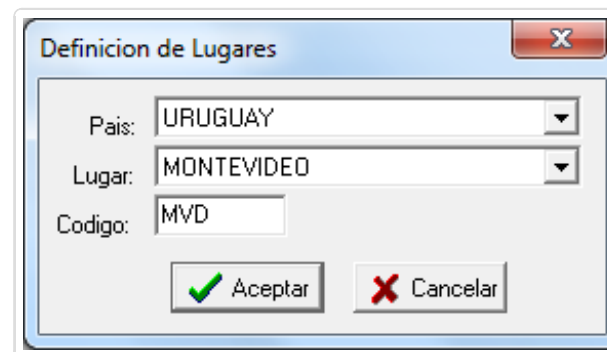 Definicion de Lugares
Pais: URUGUAY
Lugar: MONTEVIDEO
Codigo: MVD
Aceptar Cancelar